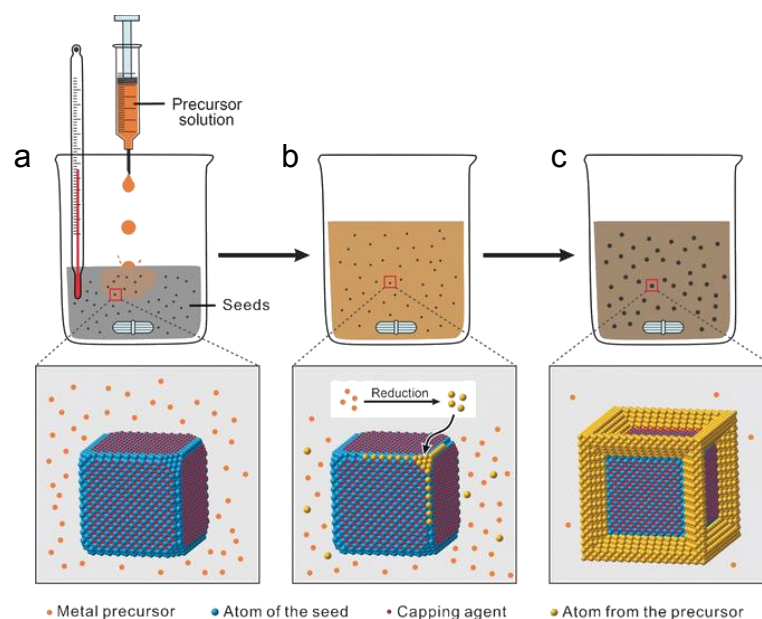 Precursor
solution
a
b
c
Seeds
Reduction
Metal precursor
Atom of the seed
Capping agent
Atom from the precursor